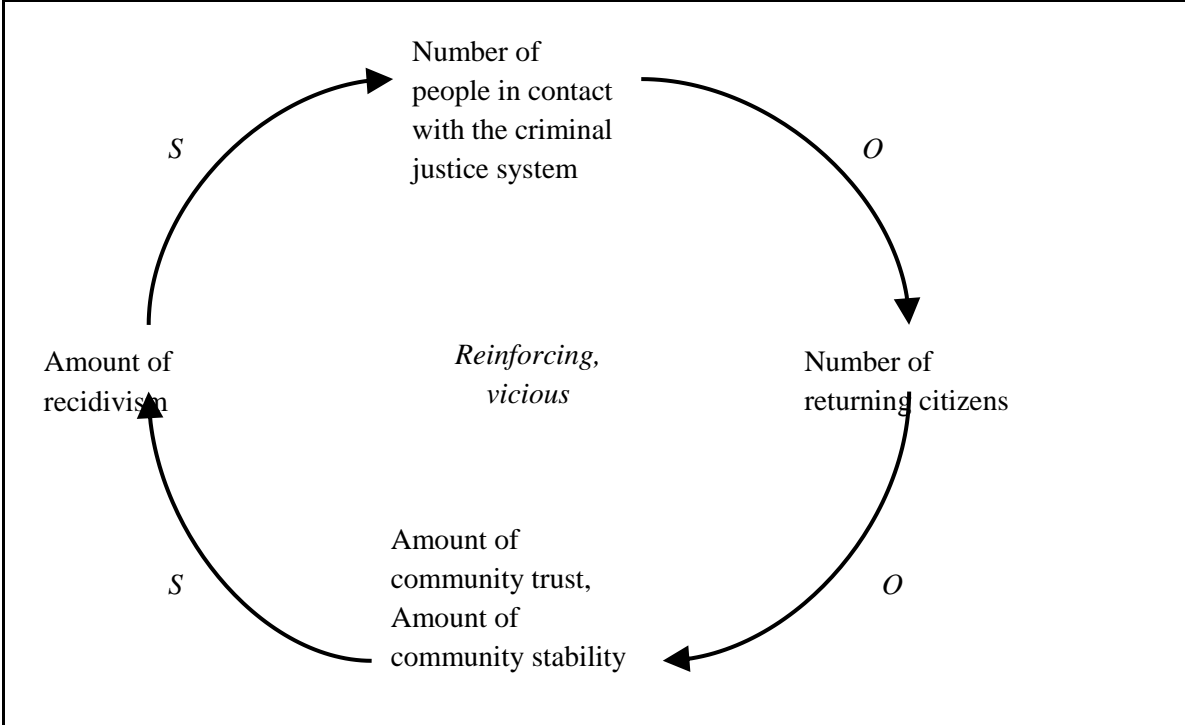 Number of
people in contact
with the criminal
justice system
S
O
Amount of
recidivism
Reinforcing,
vicious
Number of
returning citizens
Amount of
community trust,
Amount of
community stability
S
O